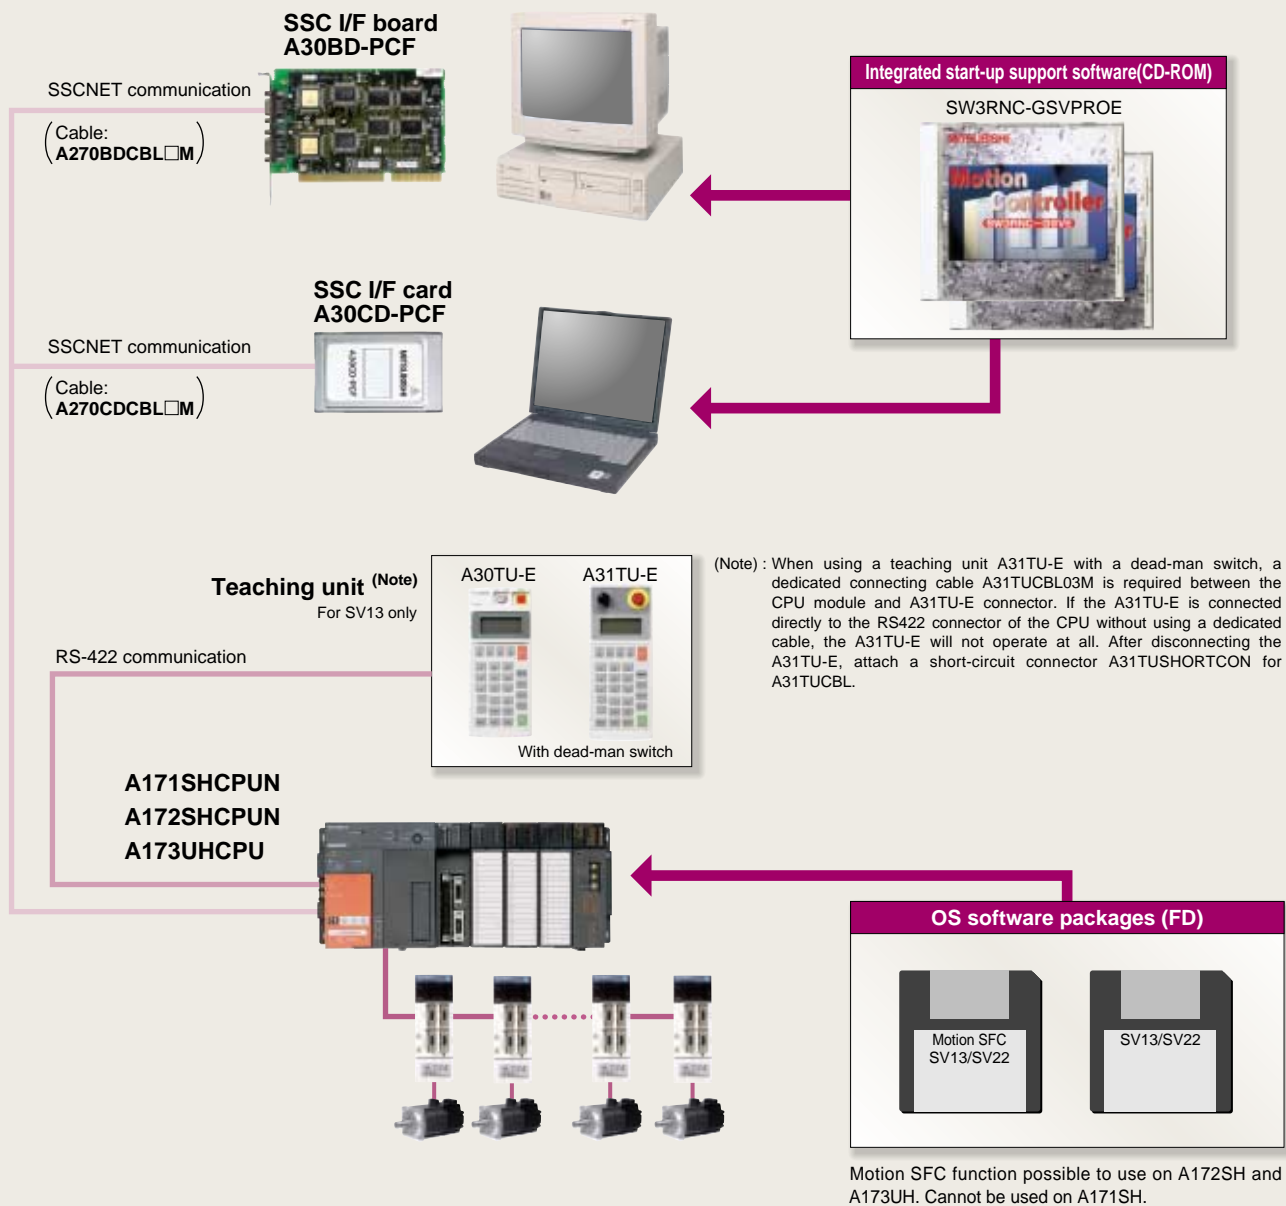 SSC I/F board
A30BD-PCF
SSCNET communication
(Cable:
A270BDCBL□M)
Integrated start-up support software(CD-ROM)
SW3RNC-GSVPROE
MITSUBISHI
Motion
Controller
SW3RNC-GSVE
SSC I/F card
A30CD-PCF
SSCNET communication
(Cable:
A270CDCBL□M)
MITSUBISHI
A30CD-PCF
Teaching unit (Note)
For SV13 only
A30TU-E
A31TU-E
With dead-man switch
(Note) : When using a teaching unit A31TU-E with a dead-man switch, a
dedicated connecting cable A31TUCBL03M is required between the
CPU module and A31TU-E connector. If the A31TU-E is connected
directly to the RS422 connector of the CPU without using a dedicated
cable, the A31TU-E will not operate at all. After disconnecting the
A31TU-E, attach a short-circuit connector A31TUSHORTCON for
A31TUCBL.
RS-422 communication
A171SHCPUN
A172SHCPUN
A173UHCPU
OS software packages (FD)
Motion SFC
SV13/SV22
SV13/SV22
Motion SFC function possible to use on A172SH and
A173UH. Cannot be used on A171SH.